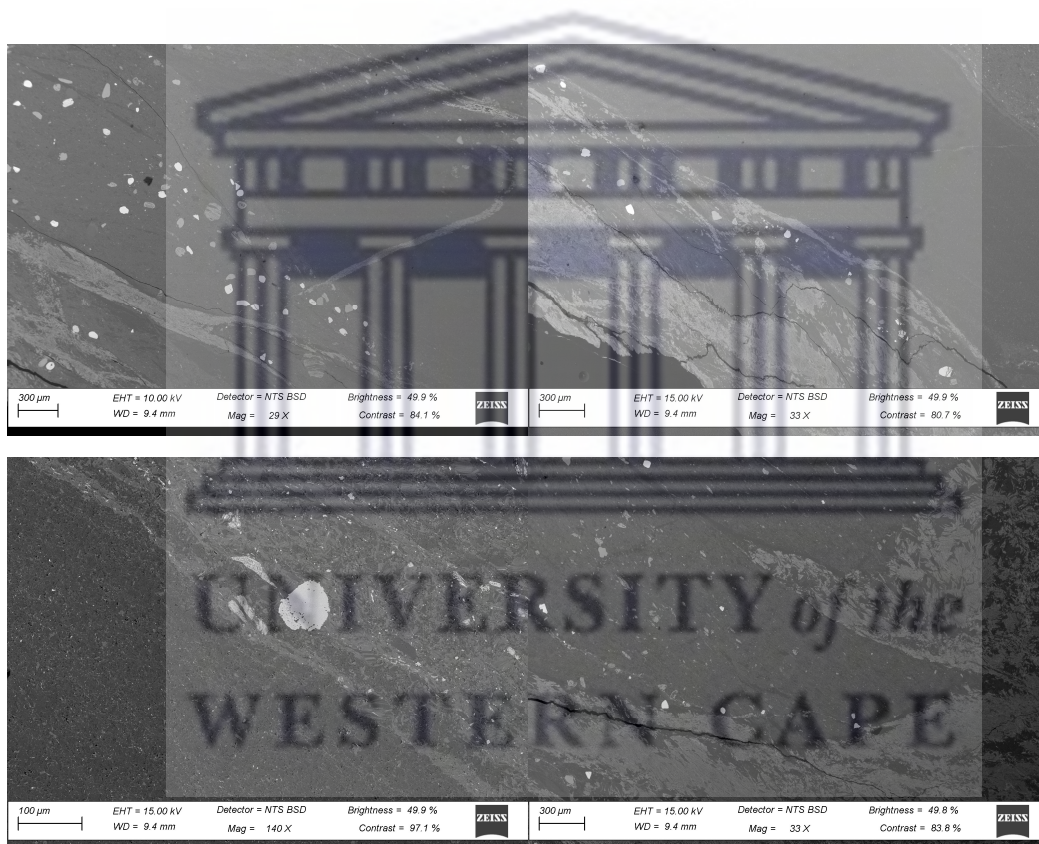 300 µm
EHT = 10.00 kV
Detector = NTS BSD
Brightness = 49.9 %
WD = 9.4 mm
Mag = 29 X
Contrast = 84.1 %
ZEISS
300 µm
EHT = 15.00 kV
Detector = NTS BSD
Brightness = 49.9 %
WD = 9.4 mm
Mag = 33 X
Contrast = 80.7 %
ZEISS
UNIVERSITY of the
WESTERN CAPE
100 µm
EHT = 15.00 kV
Detector = NTS BSD
Brightness = 49.9 %
WD = 9.4 mm
Mag = 140 X
Contrast = 97.1 %
ZEISS
300 µm
EHT = 15.00 kV
Detector = NTS BSD
Brightness = 49.8 %
WD = 9.4 mm
Mag = 33 X
Contrast = 83.8 %
ZEISS